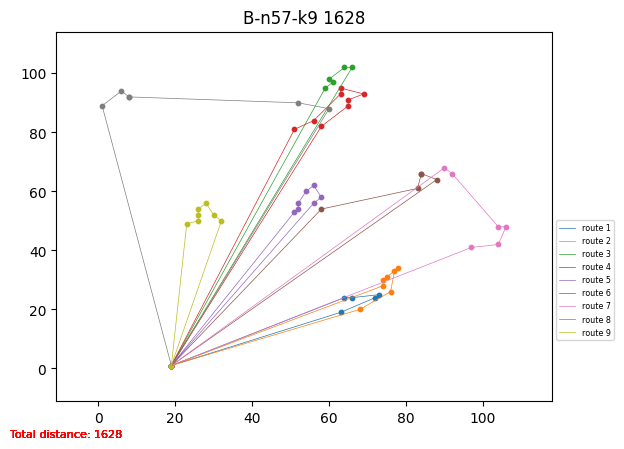 B-n57-k9 1628
100
80
60
40
20
0
0 20 40 60 80 100
route 1
route 2
route 3
route 4
route 5
route 6
route 7
route 8
route 9
Total distance: 1628